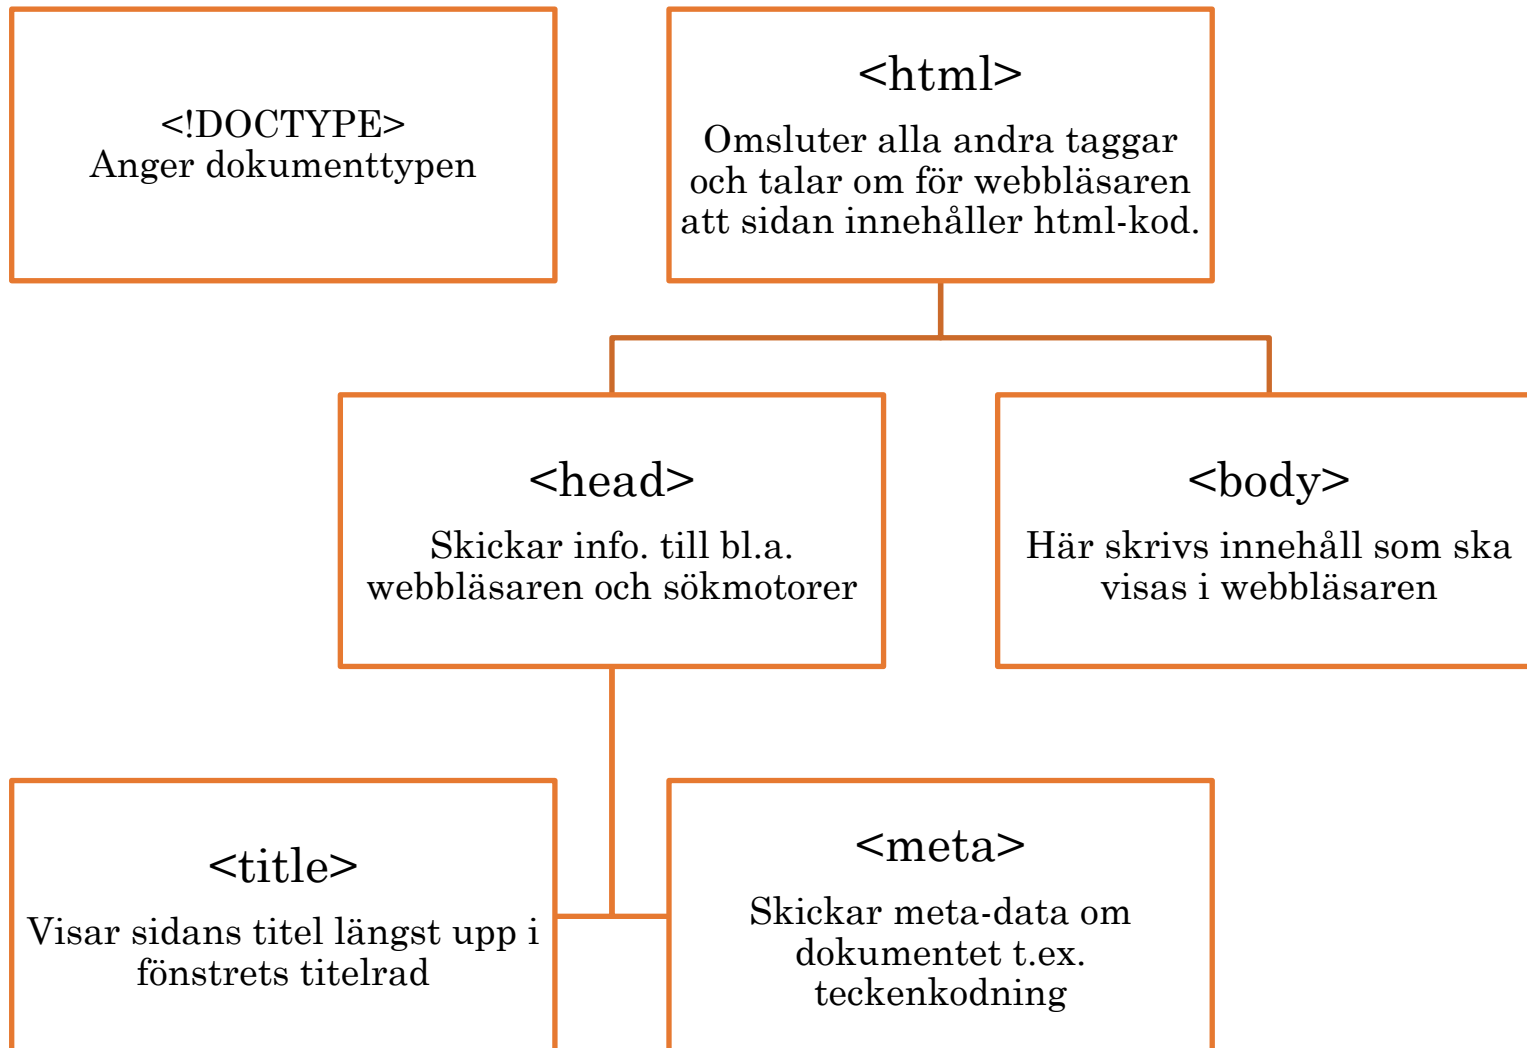 <!DOCTYPE>
Anger dokumenttypen
<html>
Omsluter alla andra taggar
och talar om för webbläsaren
att sidan innehåller html-kod.
<head>
Skickar info. till bl.a.
webbläsaren och sökmotorer
<body>
Här skrivs innehåll som ska
visas i webbläsaren
<title>
Visar sidans titel längst upp i
fönstrets titelrad
<meta>
Skickar meta-data om
dokumentet t.ex.
teckenkodning